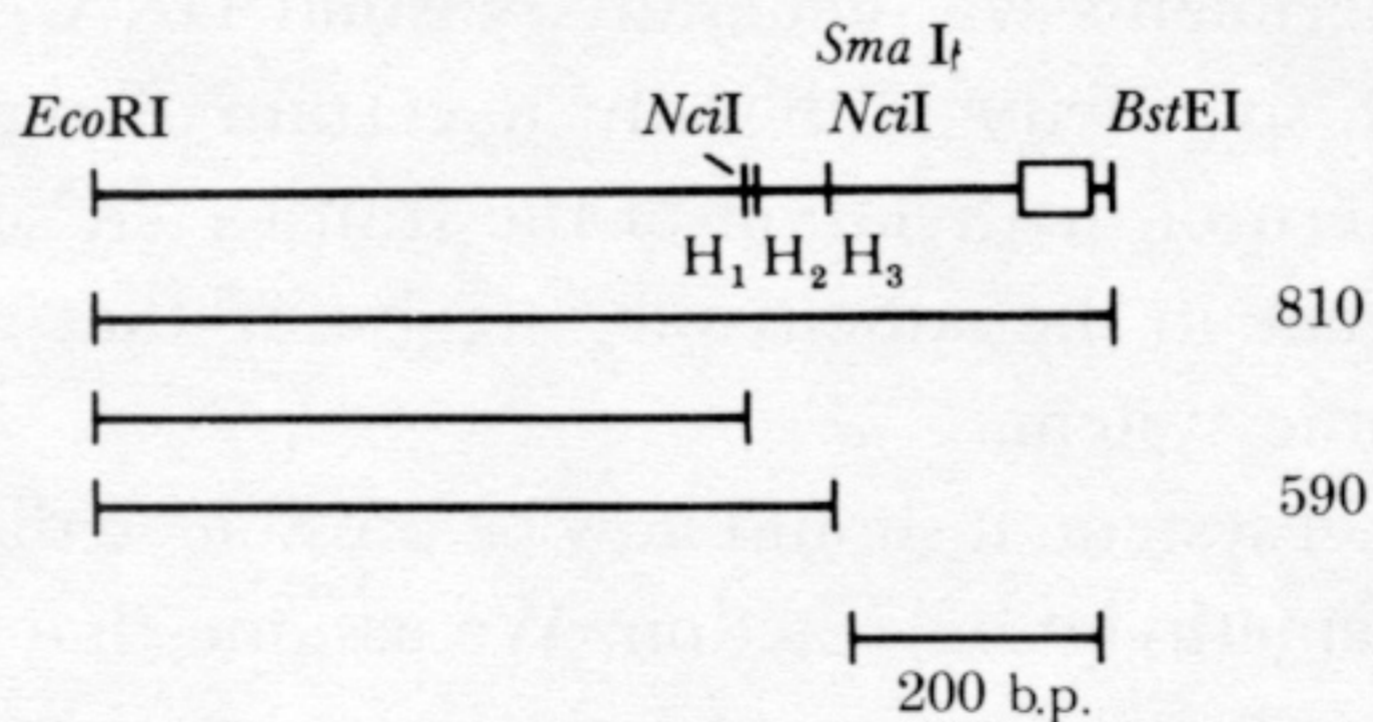 Sma I
EcoRI NciI NciI BstEI
H₁ H₂ H₃
810
590
200 b.p.